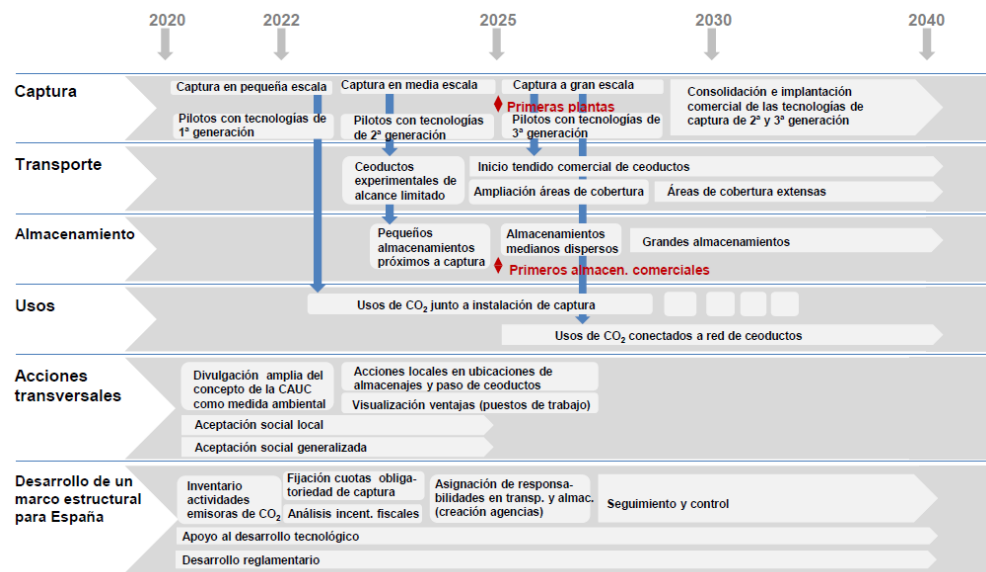 2020
2022
2025
2030
2040
Captura
Captura en pequeña escala
Captura en media escala
Captura a gran escala
Primeras plantas
Pilotos con tecnologías de
1ª generación
Pilotos con tecnologías
de 2ª generación
Pilotos con tecnologías de
3ª generación
Consolidación e implantación
comercial de las tecnologías de
captura de 2ª y 3ª generación
Transporte
Ceoductos
experimentales de
alcance limitado
Inicio tendido comercial de ceoductos
Ampliación áreas de cobertura
Áreas de cobertura extensas
Almacenamiento
Pequeños
almacenamientos
próximos a captura
Almacenamientos
medianos dispersos
Grandes almacenamientos
Primeros almacen. comerciales
Usos
Usos de CO2 junto a instalación de captura
Usos de CO2 conectados a red de ceoductos
Acciones
transversales
Divulgación amplia del
concepto de la CAUC
como medida ambiental
Acciones locales en ubicaciones de
almacenajes y paso de ceoductos
Visualización ventajas (puestos de trabajo)
Aceptación social local
Aceptación social generalizada
Desarrollo de un
marco estructural
para España
Inventario
actividades
emisoras de CO2
Fijación cuotas obliga-
toriedad de captura
Análisis incent. fiscales
Asignación de responsa-
bilidades en transp. y almac.
(creación agencias)
Seguimiento y control
Apoyo al desarrollo tecnológico
Desarrollo reglamentario